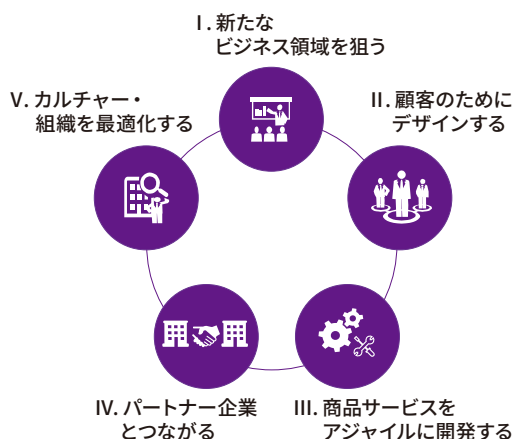 Ⅰ. 新たな
ビジネス領域を狙う
Ⅱ. 顧客のために
デザインする
Ⅲ. 商品サービスを
アジャイルに開発する
Ⅳ. パートナー企業
とつながる
Ⅴ. カルチャー・
組織を最適化する